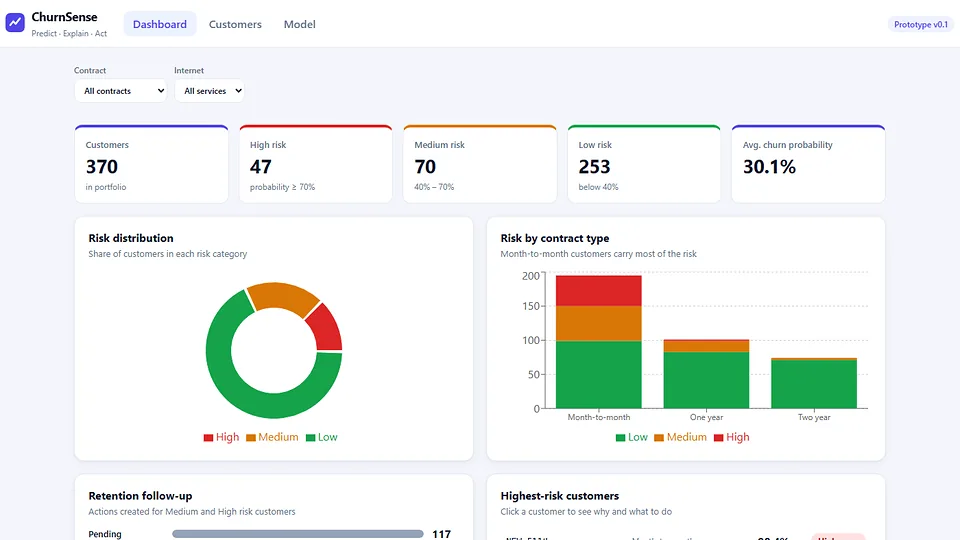 ChurnSense
Predict · Explain · Act
Dashboard
Customers
Model
Prototype v0.1
Contract
Internet
All contracts
All services
Customers
370
in portfolio
High risk
47
probability ≥ 70%
Medium risk
70
40% – 70%
Low risk
253
below 40%
Avg. churn probability
30.1%
Risk distribution
Share of customers in each risk category
High
Medium
Low
Risk by contract type
Month-to-month customers carry most of the risk
200
150
100
50
0
Month-to-month
One year
Two year
Low
Medium
High
Retention follow-up
Actions created for Medium and High risk customers
Pending
117
Highest-risk customers
Click a customer to see why and what to do